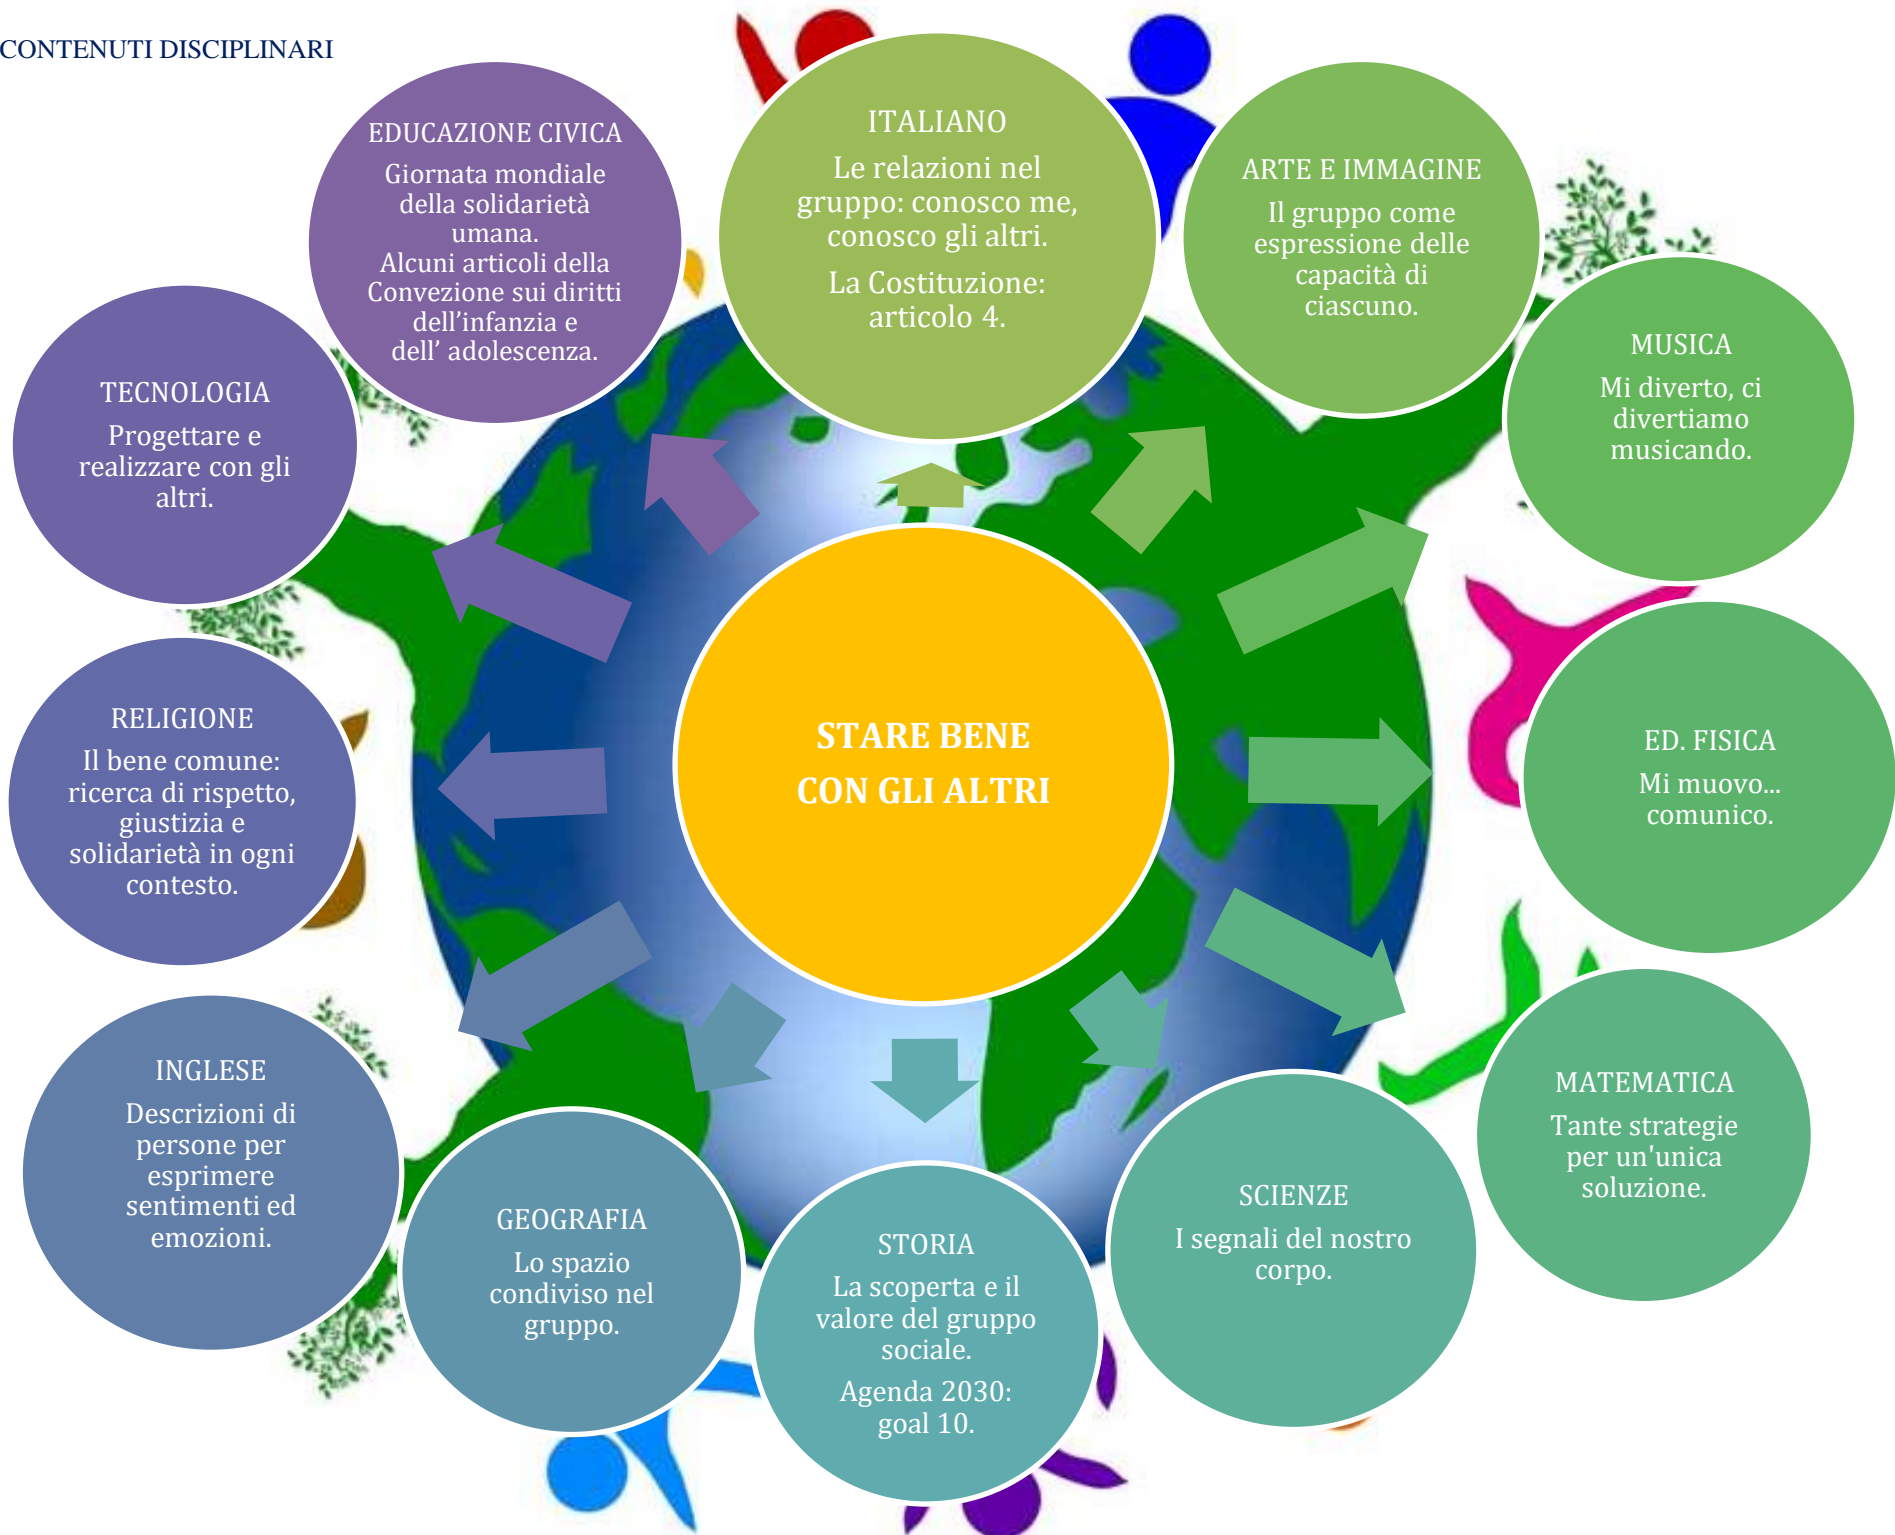 CONTENUTI DISCIPLINARI
ITALIANO
Le relazioni nel
gruppo: conosco me,
conosco gli altri.
La Costituzione:
articolo 4.
ARTE E IMMAGINE
Il gruppo come
espressione delle
capacità di
ciascuno.
MUSICA
Mi diverto, ci
divertiamo
musicando.
ED. FISICA
Mi muovo...
comunico.
MATEMATICA
Tante strategie
per un'unica
soluzione.
SCIENZE
I segnali del nostro
corpo.
STORIA
La scoperta e il
valore del gruppo
sociale.
Agenda 2030:
goal 10.
GEOGRAFIA
Lo spazio
condiviso nel
gruppo.
INGLESE
Descrizioni di
persone per
esprimere
sentimenti ed
emozioni.
RELIGIONE
Il bene comune:
ricerca di rispetto,
giustizia e
solidarietà in ogni
contesto.
TECNOLOGIA
Progettare e
realizzare con gli
altri.
EDUCAZIONE CIVICA
Giornata mondiale
della solidarietà
umana.
Alcuni articoli della
Convezione sui diritti
dell’infanzia e
dell’ adolescenza.
STARE BENE
CON GLI ALTRI